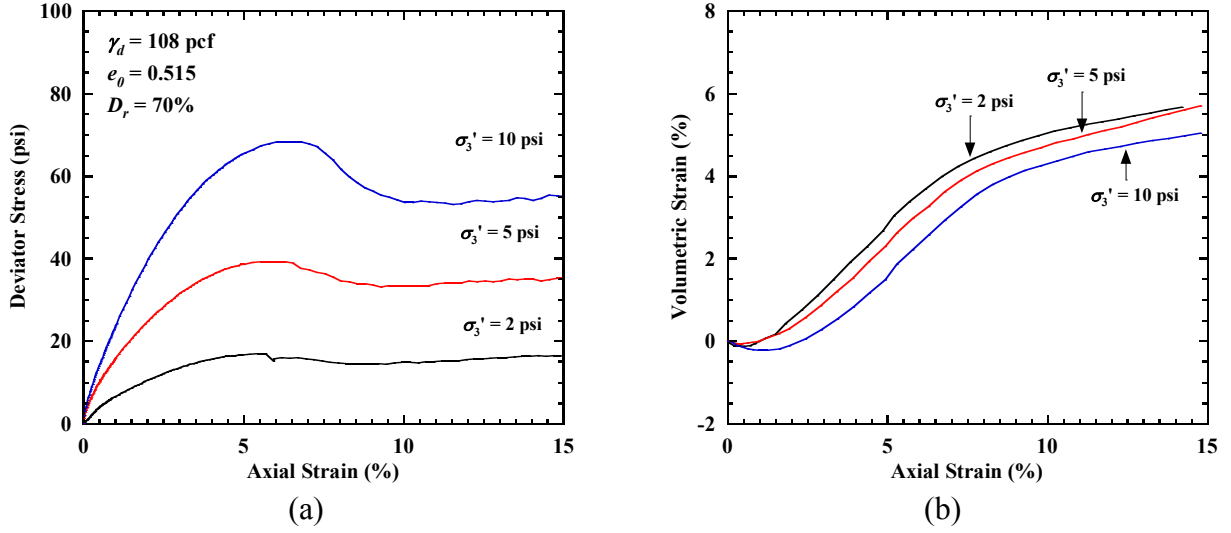 100
80
60
40
20
0
Deviator Stress (psi)
γd = 108 pcf
e0 = 0.515
Dr = 70%
σ3' = 10 psi
σ3' = 5 psi
σ3' = 2 psi
0 5 10 15
Axial Strain (%)
(a)
8
6
4
2
0
-2
Volumetric Strain (%)
σ3' = 5 psi
σ3' = 2 psi
σ3' = 10 psi
0 5 10 15
Axial Strain (%)
(b)